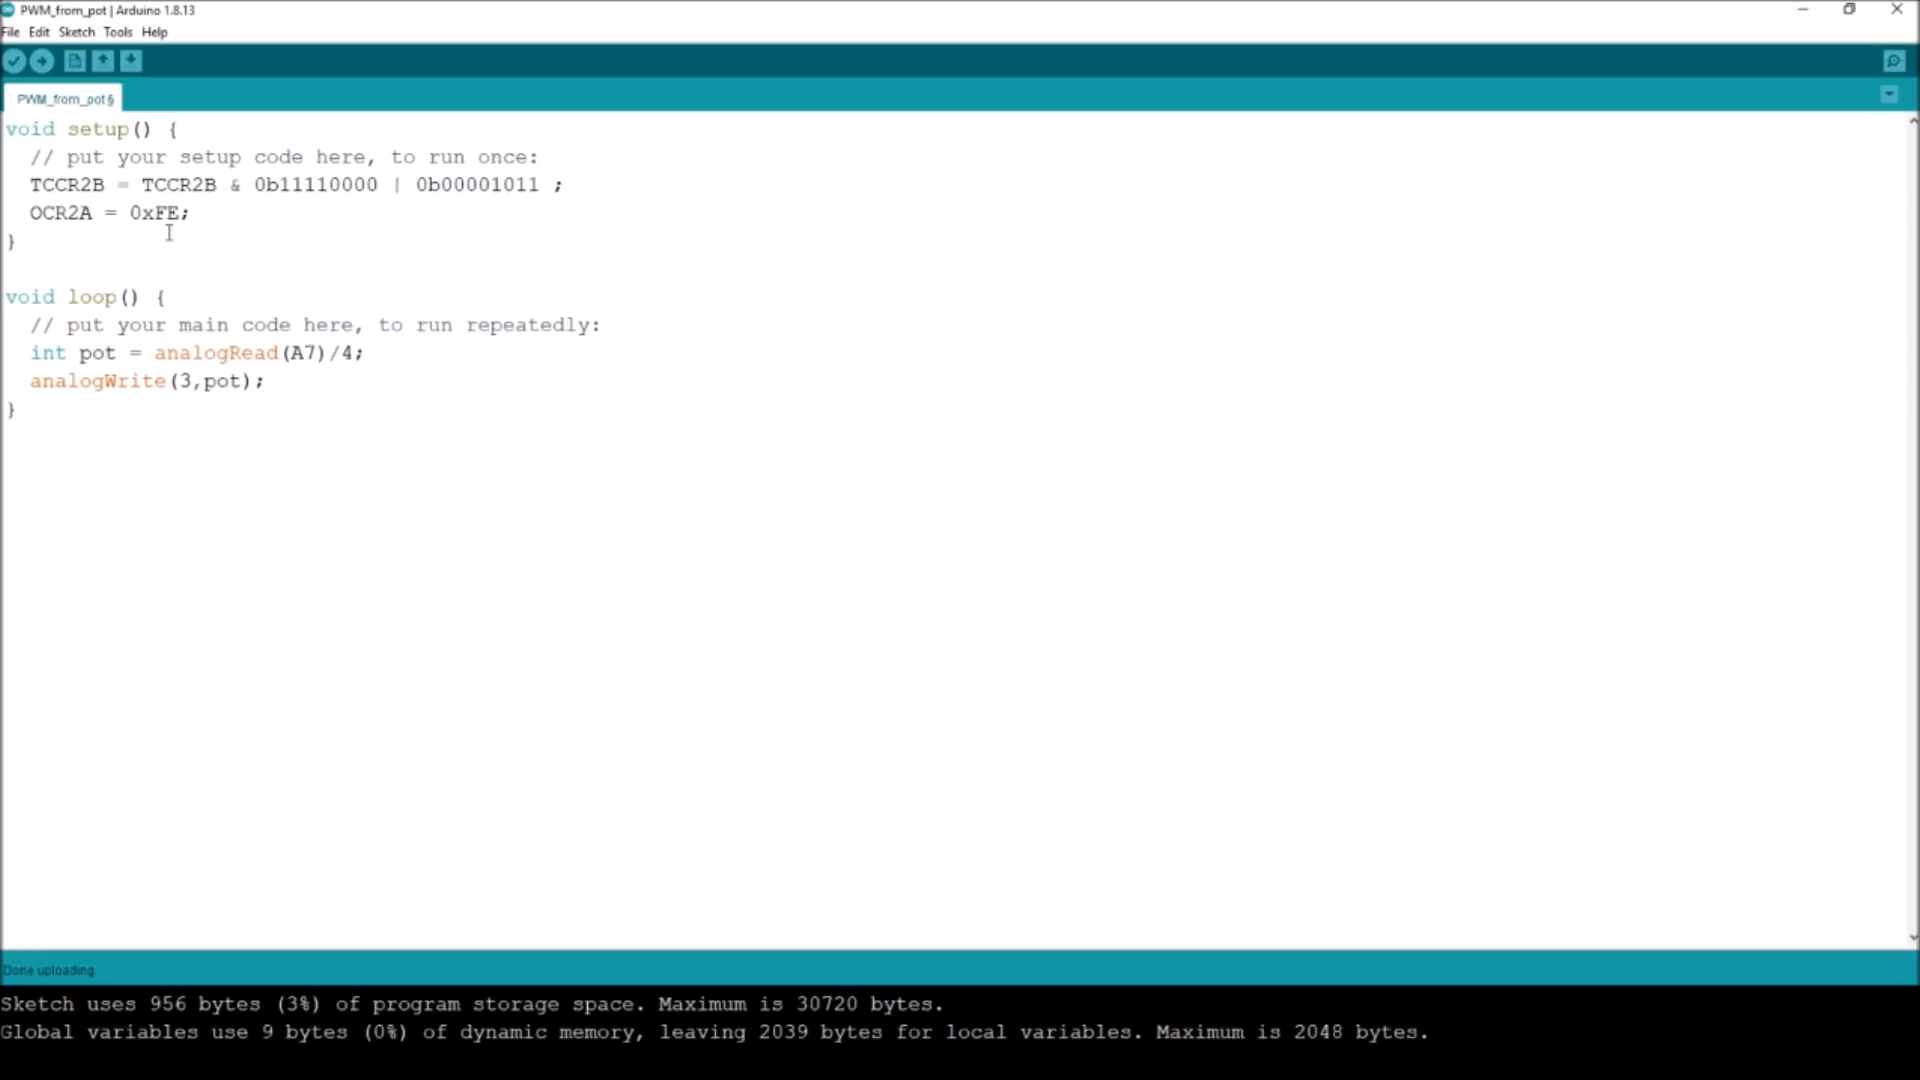 PWM_from_pot | Arduino 1.8.13
File Edit Sketch Tools Help
PWM_from_pot §
void setup() {
  // put your setup code here, to run once:
  TCCR2B = TCCR2B & 0b11110000 | 0b00001011 ;
  OCR2A = 0xFE;
}
void loop() {
  // put your main code here, to run repeatedly:
  int pot = analogRead(A7)/4;
  analogWrite(3,pot);
}
Done uploading.
Sketch uses 956 bytes (3%) of program storage space. Maximum is 30720 bytes.
Global variables use 9 bytes (0%) of dynamic memory, leaving 2039 bytes for local variables. Maximum is 2048 bytes.